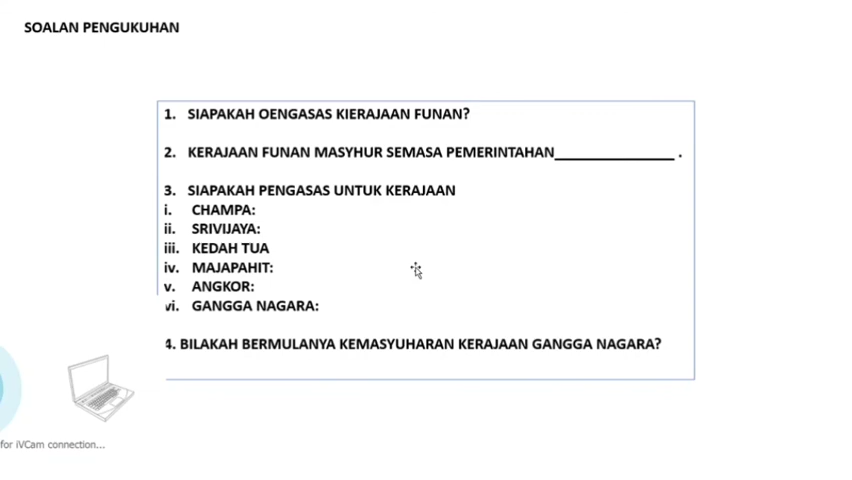 SOALAN PENGUKUHAN
1. SIAPAKAH OENGASAS KIERAJAAN FUNAN?
2. KERAJAAN FUNAN MASYHUR SEMASA PEMERINTAHAN________________ .
3. SIAPAKAH PENGASAS UNTUK KERAJAAN
i. CHAMPA:
ii. SRIVIJAYA:
iii. KEDAH TUA
iv. MAJAPAHIT:
v. ANGKOR:
vi. GANGGA NAGARA:
4. BILAKAH BERMULANYA KEMASYUHARAN KERAJAAN GANGGA NAGARA?
for iVCam connection...